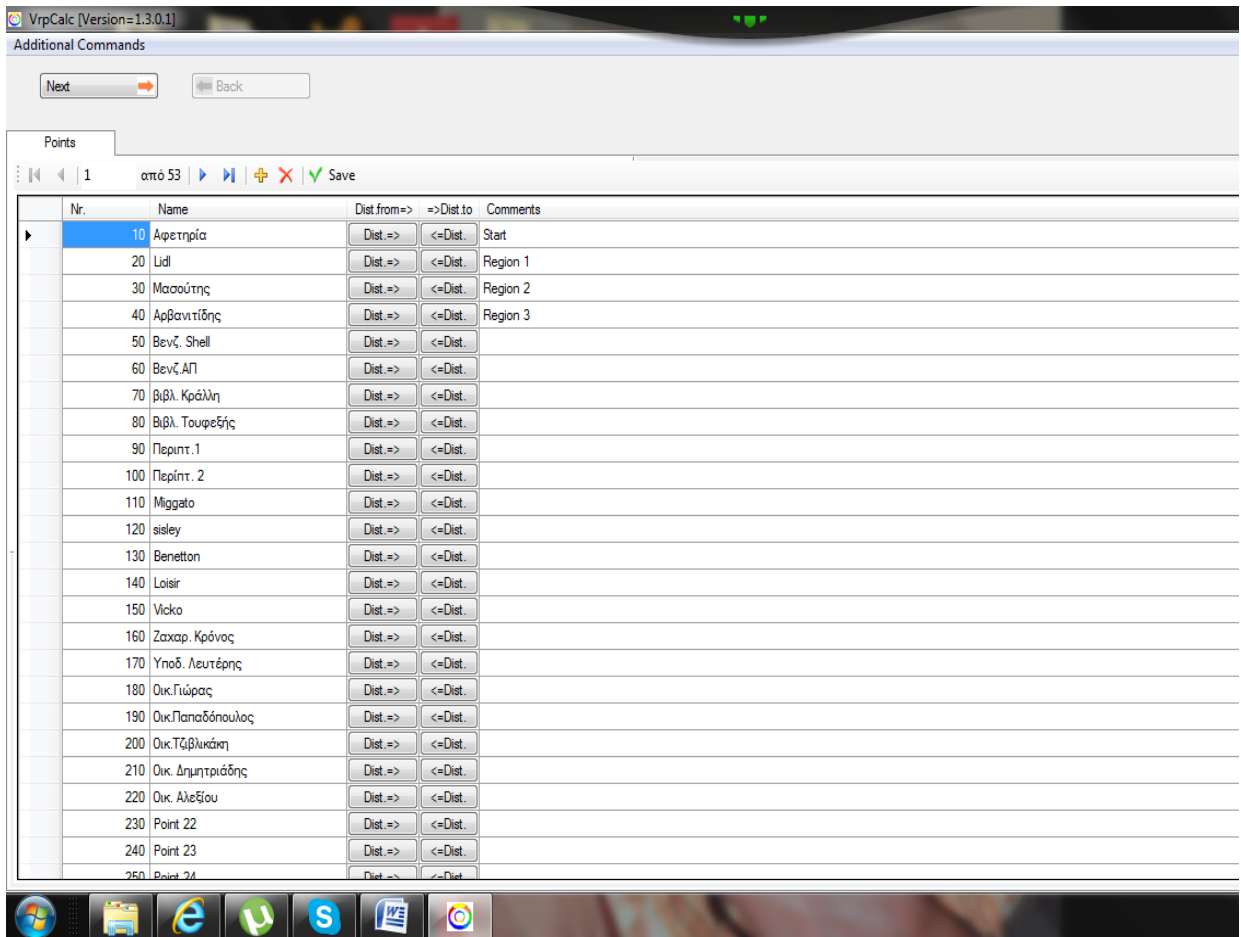 VrpCalc [Version=1.3.0.1]
Additional Commands
Next Back
Points
1 από 53 Save
Nr. Name Dist.from=> =>Dist.to Comments
10 Αφετηρία Dist.=> <=Dist. Start
20 Lidl Dist.=> <=Dist. Region 1
30 Μασούτης Dist.=> <=Dist. Region 2
40 Αρβανιτίδης Dist.=> <=Dist. Region 3
50 Βενζ. Shell Dist.=> <=Dist.
60 Βενζ.ΑΠ Dist.=> <=Dist.
70 βιβλ. Κράλλη Dist.=> <=Dist.
80 Βιβλ. Τουφεξής Dist.=> <=Dist.
90 Περιπτ.1 Dist.=> <=Dist.
100 Περίπτ. 2 Dist.=> <=Dist.
110 Miggato Dist.=> <=Dist.
120 sisley Dist.=> <=Dist.
130 Benetton Dist.=> <=Dist.
140 Loisir Dist.=> <=Dist.
150 Vicko Dist.=> <=Dist.
160 Ζαχαρ. Κρόνος Dist.=> <=Dist.
170 Υποδ. Λευτέρης Dist.=> <=Dist.
180 Οικ.Γιώρας Dist.=> <=Dist.
190 Οικ.Παπαδόπουλος Dist.=> <=Dist.
200 Οικ.Τζιβλικάκη Dist.=> <=Dist.
210 Οικ. Δημητριάδης Dist.=> <=Dist.
220 Οικ. Αλεξίου Dist.=> <=Dist.
230 Point 22 Dist.=> <=Dist.
240 Point 23 Dist.=> <=Dist.
250 Point 24 Dist.=> <=Dist.